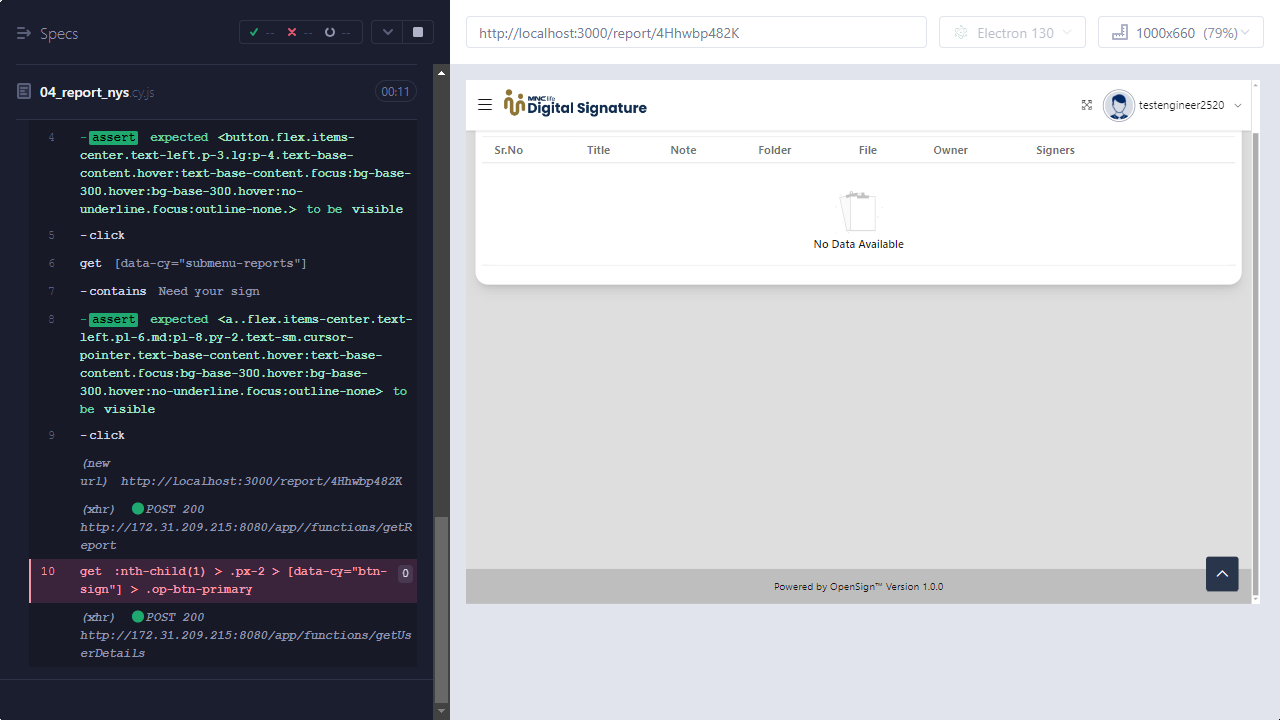 Specs
-- -- --
04_report_nys.cy.js 00:11
4 -assert expected <button.flex.items-
center.text-left.p-3.lg:p-4.text-base-
content.hover:text-base-content.focus:bg-base-
300.hover:bg-base-300.hover:no-
underline.focus:outline-none.> to be visible
5 -click
6 get [data-cy="submenu-reports"]
7 -contains Need your sign
8 -assert expected <a..flex.items-center.text-
left.pl-6.md:pl-8.py-2.text-sm.cursor-
pointer.text-base-content.hover:text-base-
content.focus:bg-base-300.hover:bg-base-
300.hover:no-underline.focus:outline-none> to
be visible
9 -click
(new
url) http://localhost:3000/report/4Hhwbp482K
(xhr) POST 200
http://172.31.209.215:8080/app//functions/getR
eport
10 get :nth-child(1) > .px-2 > [data-cy="btn-
sign"] > .op-btn-primary 0
(xhr) POST 200
http://172.31.209.215:8080/app/functions/getUs
erDetails
http://localhost:3000/report/4Hhwbp482K
Electron 130
1000x660 (79%)
MNC life
Digital Signature
testengineer2520
Sr.No Title Note Folder File Owner Signers
No Data Available
Powered by OpenSign™ Version 1.0.0